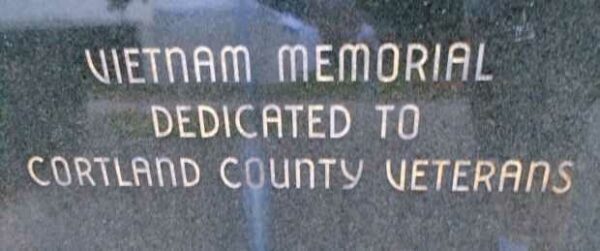 VIETNAM MEMORIAL
DEDICATED TO
CORTLAND COUNTY VETERANS